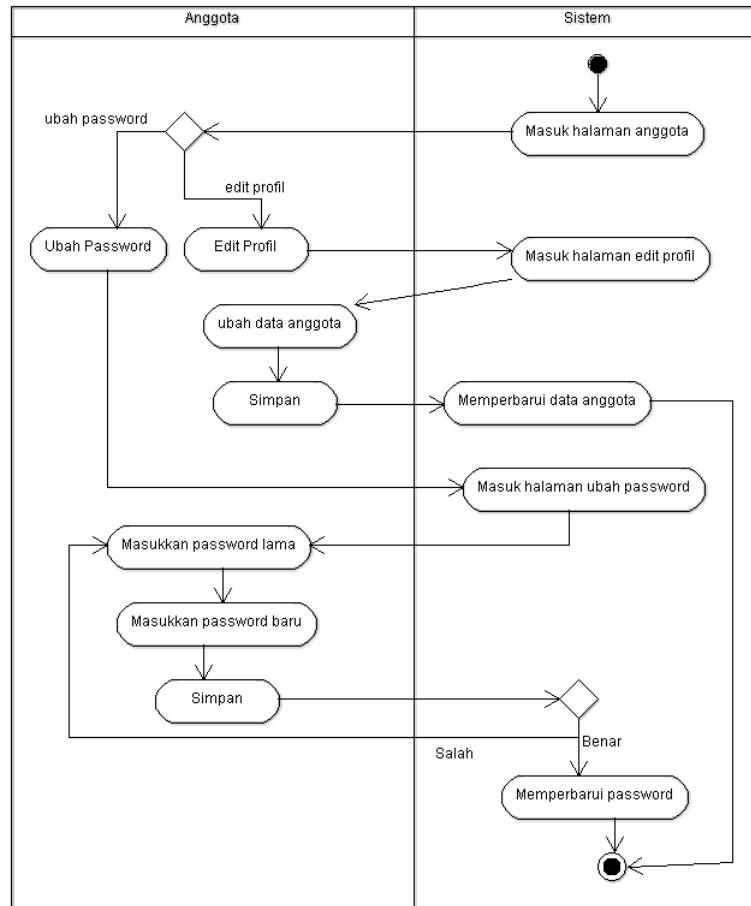 Anggota
Sistem
ubah password
Masuk halaman anggota
edit profil
Ubah Password
Edit Profil
Masuk halaman edit profil
ubah data anggota
Simpan
Memperbarui data anggota
Masuk halaman ubah password
Masukkan password lama
Masukkan password baru
Simpan
Benar
Salah
Memperbarui password